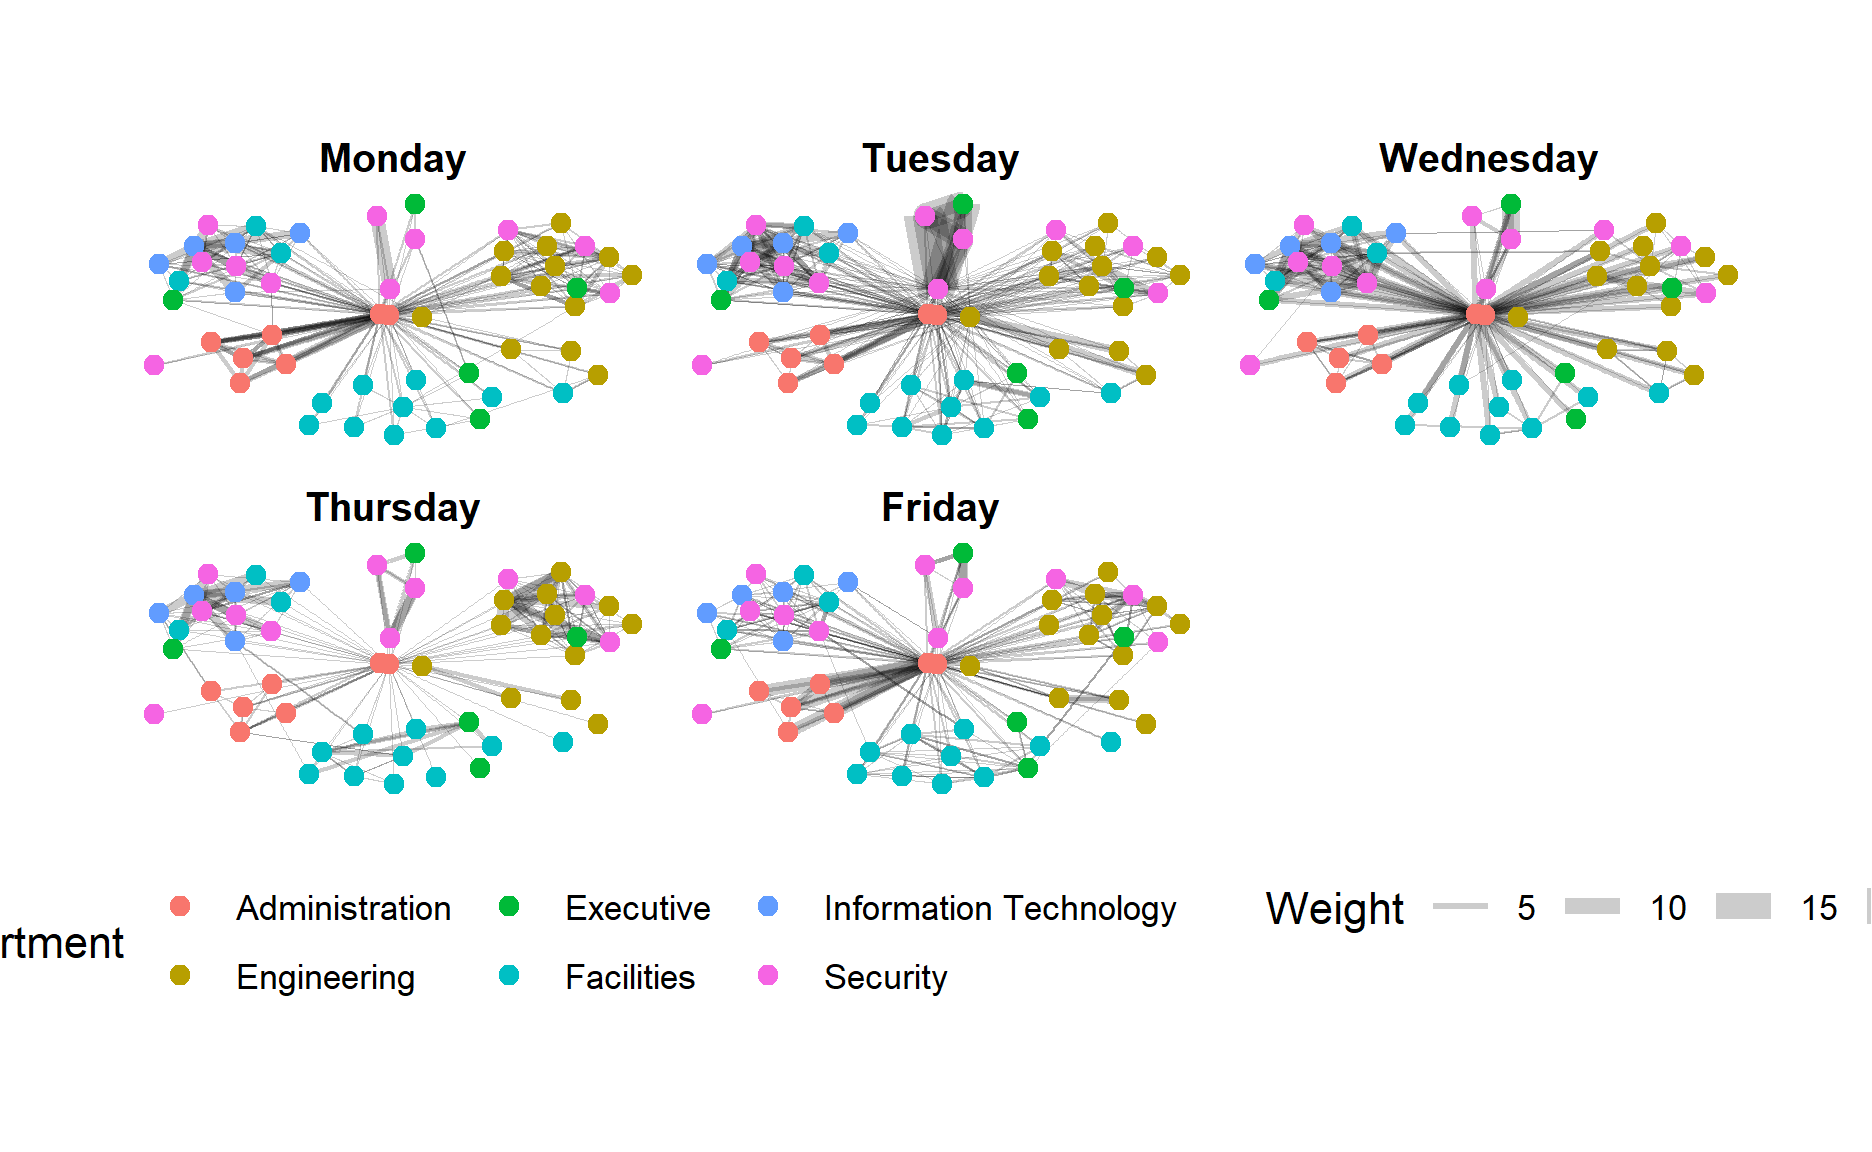 Monday Tuesday Wednesday
Thursday Friday
rtment
Administration Executive Information Technology
Engineering Facilities Security
Weight 5 10 15